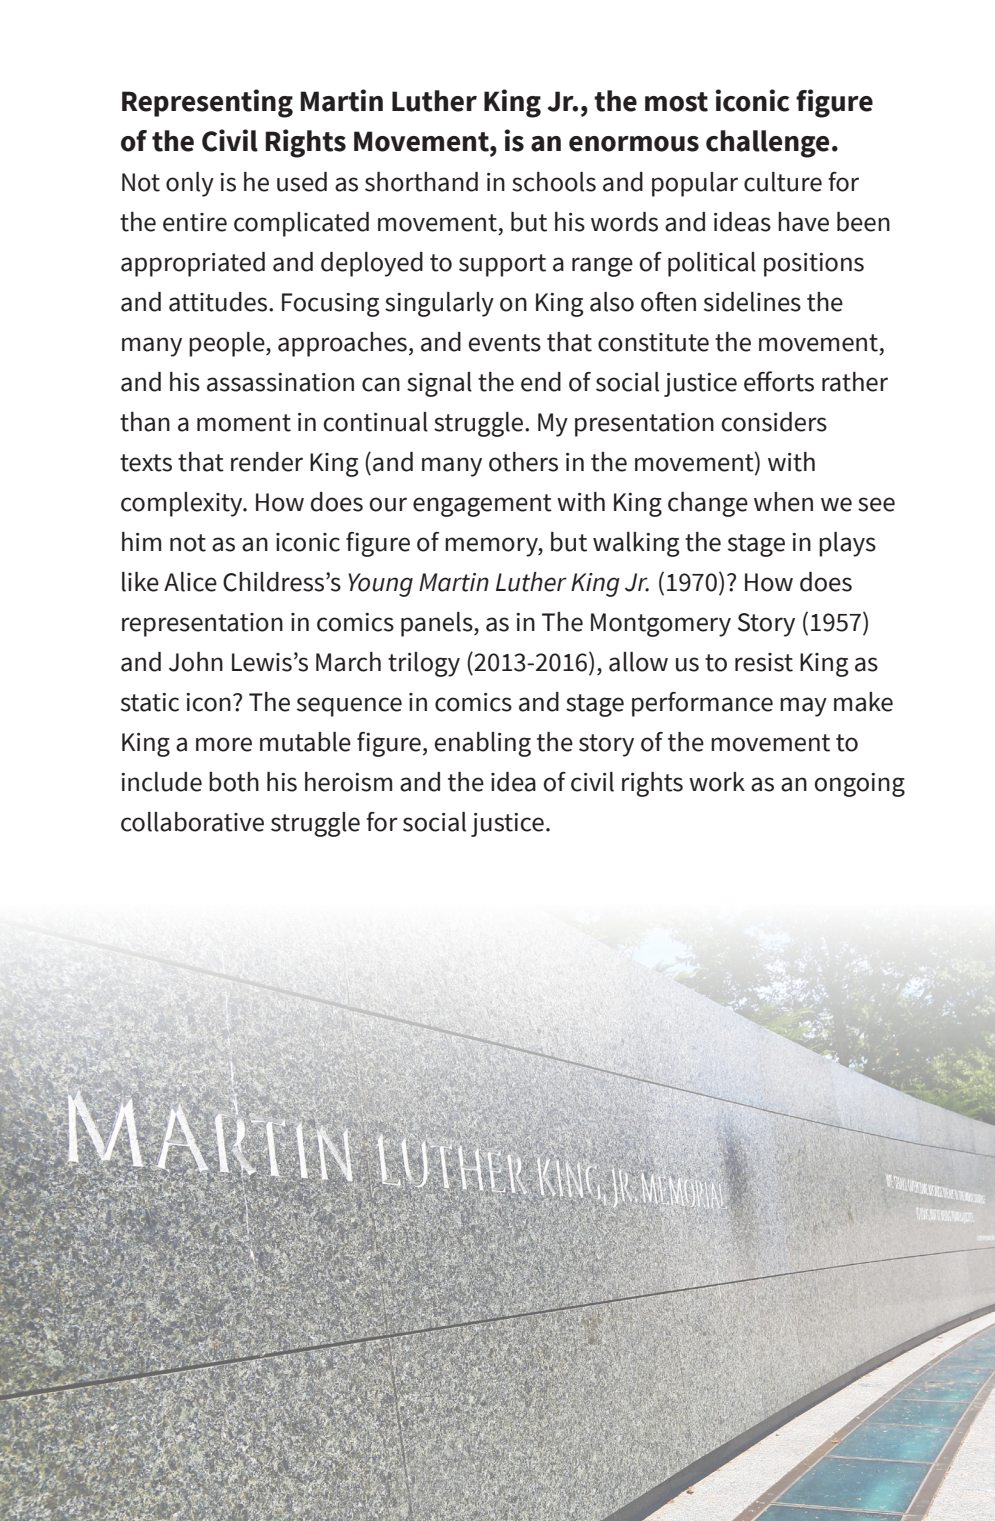 Representing Martin Luther King Jr., the most iconic figure
of the Civil Rights Movement, is an enormous challenge.
Not only is he used as shorthand in schools and popular culture for
the entire complicated movement, but his words and ideas have been
appropriated and deployed to support a range of political positions
and attitudes. Focusing singularly on King also often sidelines the
many people, approaches, and events that constitute the movement,
and his assassination can signal the end of social justice efforts rather
than a moment in continual struggle. My presentation considers
texts that render King (and many others in the movement) with
complexity. How does our engagement with King change when we see
him not as an iconic figure of memory, but walking the stage in plays
like Alice Childress’s Young Martin Luther King Jr. (1970)? How does
representation in comics panels, as in The Montgomery Story (1957)
and John Lewis’s March trilogy (2013-2016), allow us to resist King as
static icon? The sequence in comics and stage performance may make
King a more mutable figure, enabling the story of the movement to
include both his heroism and the idea of civil rights work as an ongoing
collaborative struggle for social justice.
MARTIN LUTHER KING, JR. MEMORIAL